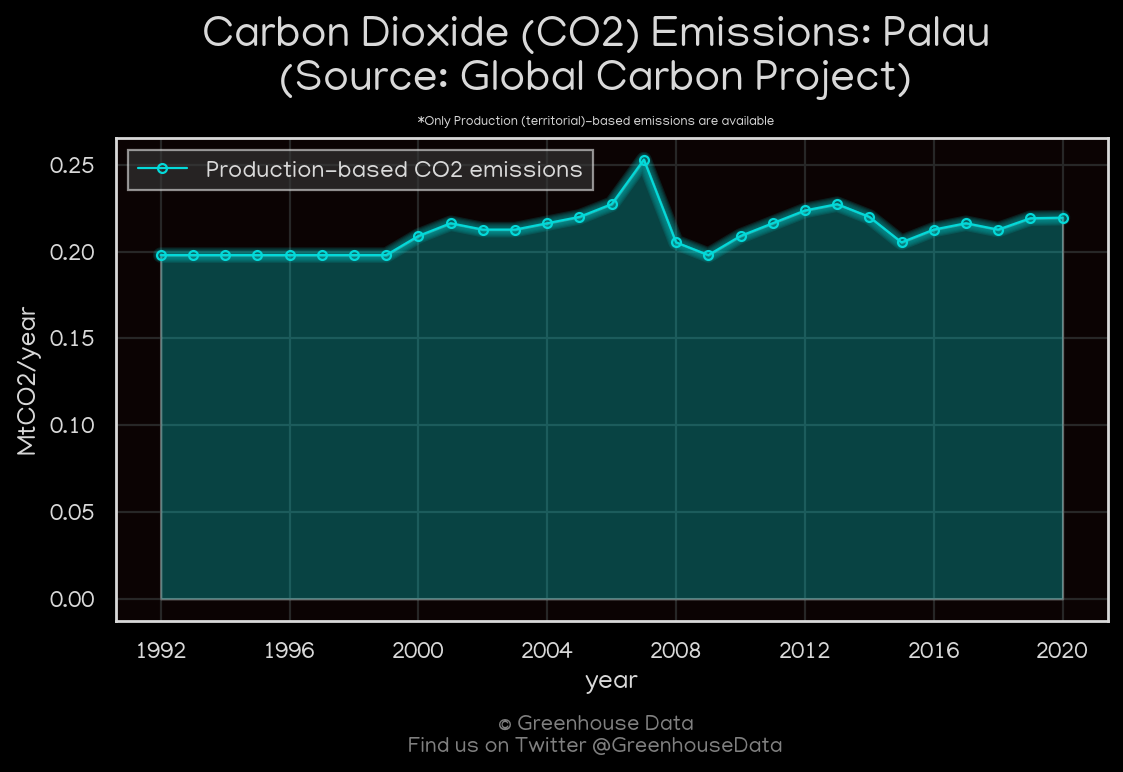 Carbon Dioxide (CO2) Emissions: Palau
(Source: Global Carbon Project)
*Only Production (territorial)-based emissions are available
Production-based CO2 emissions
0.25
0.20
0.15
0.10
0.05
0.00
MtCO2/year
1992 1996 2000 2004 2008 2012 2016 2020
year
© Greenhouse Data
Find us on Twitter @GreenhouseData